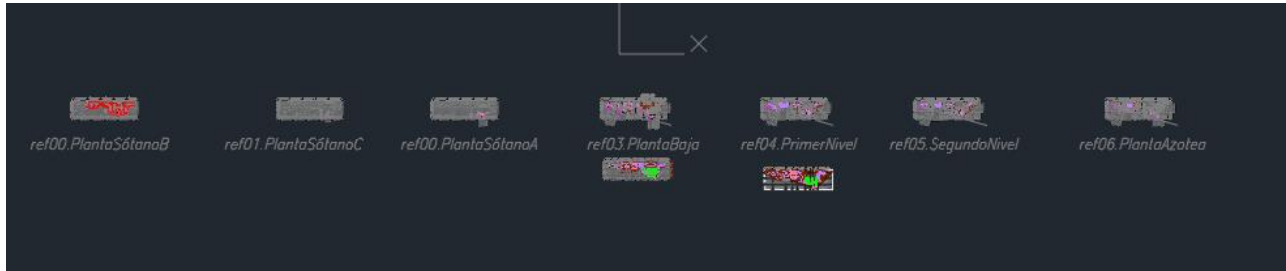 ref00.PlantaSótanoB
ref01.PlantaSótanoC
ref00.PlantaSótanoA
ref03.PlantaBaja
ref04.PrimerNivel
ref05.SegundoNivel
ref06.PlantaAzotea